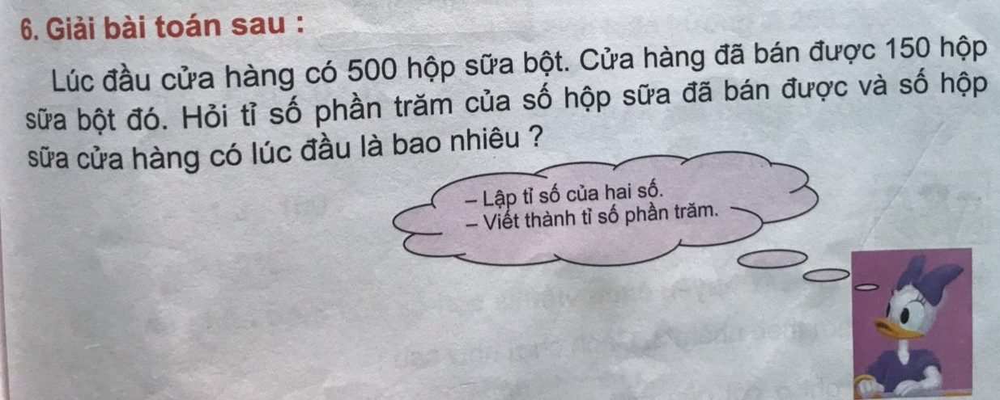 6. Giải bài toán sau :
Lúc đầu cửa hàng có 500 hộp sữa bột. Cửa hàng đã bán được 150 hộp
sữa bột đó. Hỏi tỉ số phần trăm của số hộp sữa đã bán được và số hộp
sữa cửa hàng có lúc đầu là bao nhiêu ?
– Lập tỉ số của hai số.
– Viết thành tỉ số phần trăm.